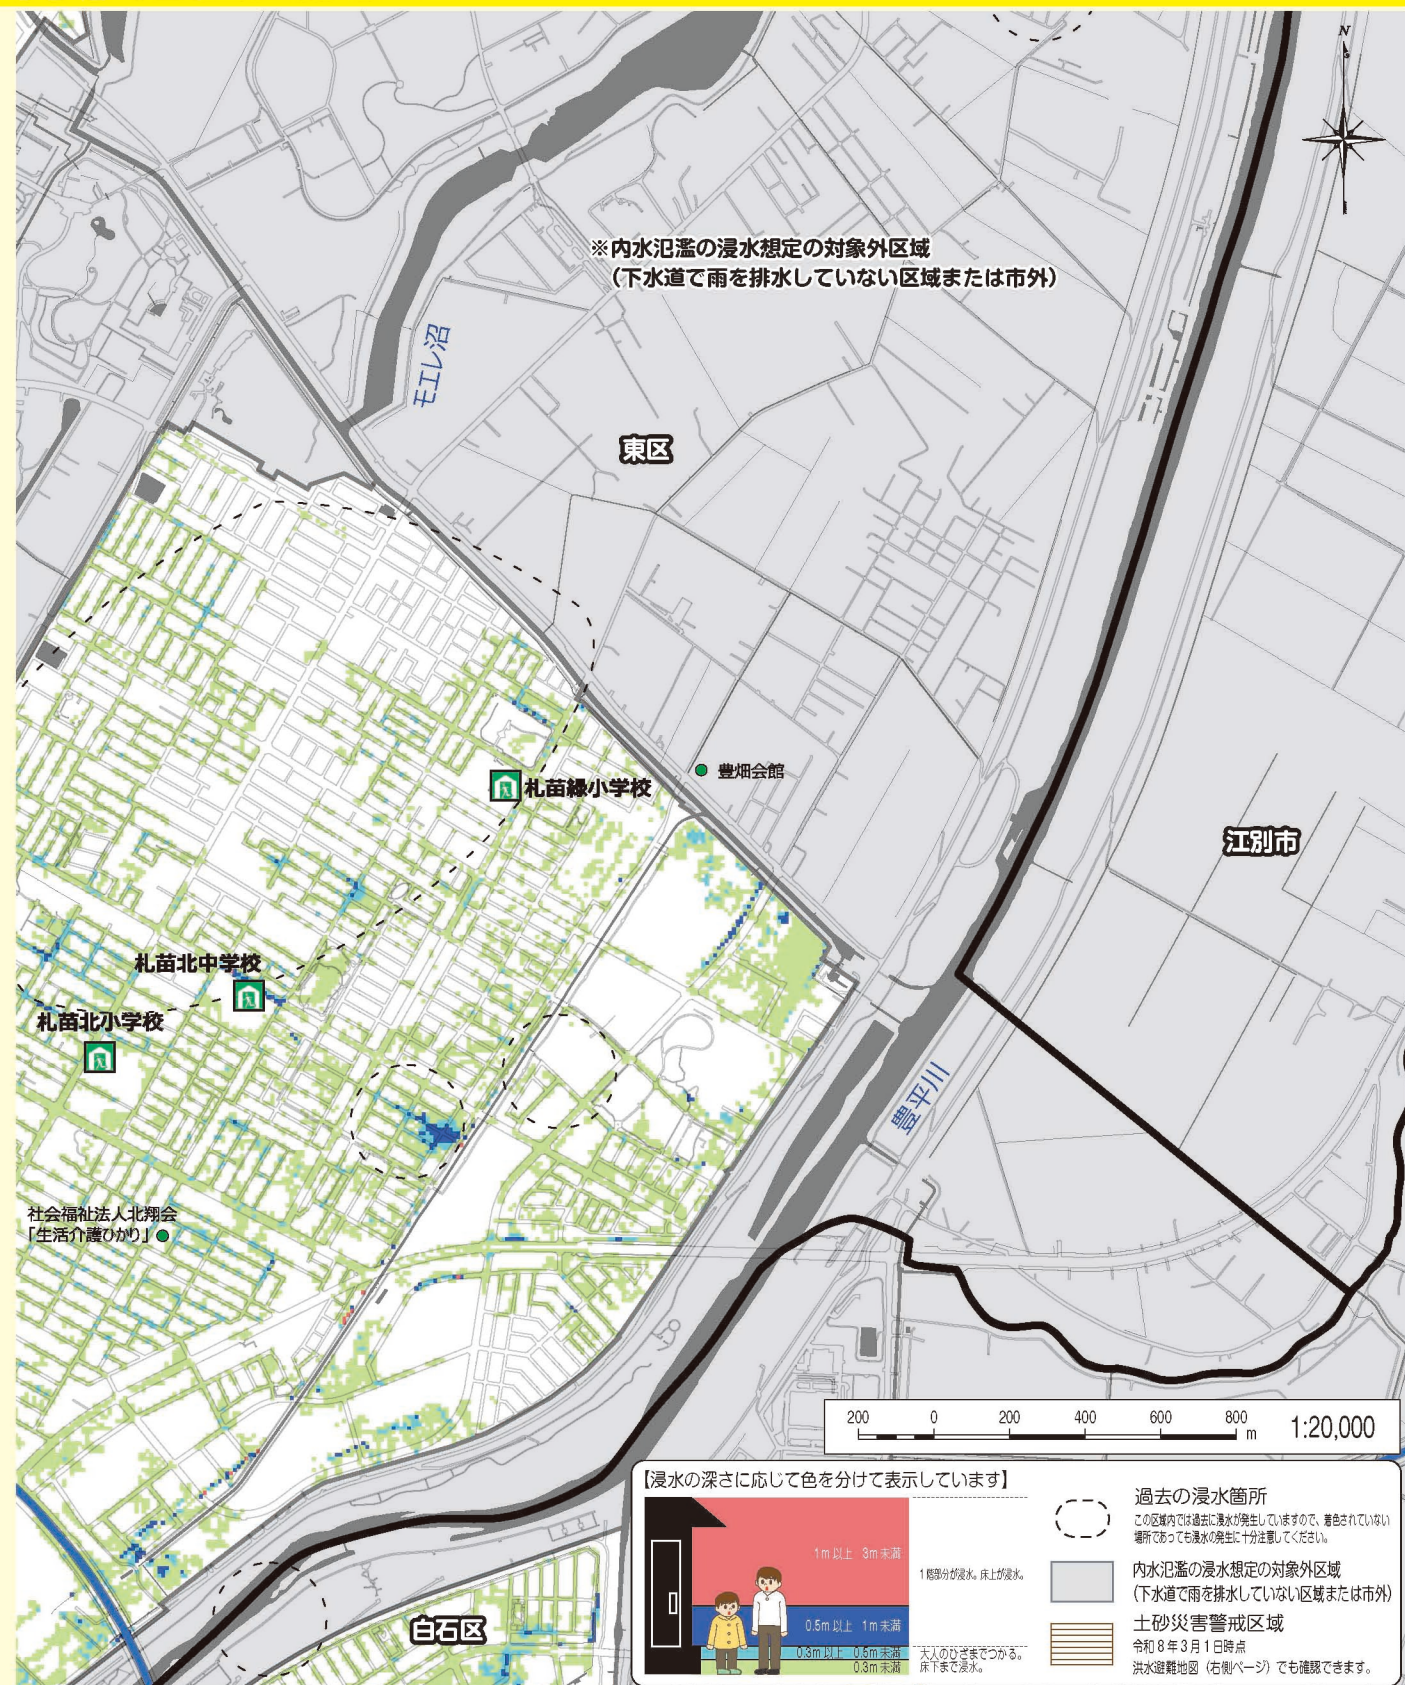 N
※内水氾濫の浸水想定の対象外区域
(下水道で雨を排水していない区域または市外)
モエレ沼
東区
豊畑会館
札苗緑小学校
江別市
札苗北中学校
札苗北小学校
豊平川
社会福祉法人北翔会
「生活介護ひかり」
200 0 200 400 600 800 m 1:20,000
【浸水の深さに応じて色を分けて表示しています】
1m以上 3m未満
1階部分が浸水。床上が浸水。
0.5m以上 1m未満
0.3m以上 0.5m未満
0.3m未満
大人のひざまでつかる。
床下まで浸水。
過去の浸水箇所
この区域内では過去に浸水が発生していますので、着色されていない
場所であっても浸水の発生に十分注意してください。
内水氾濫の浸水想定の対象外区域
(下水道で雨を排水していない区域または市外)
土砂災害警戒区域
令和8年3月1日時点
洪水避難地図(右側ページ)でも確認できます。
白石区